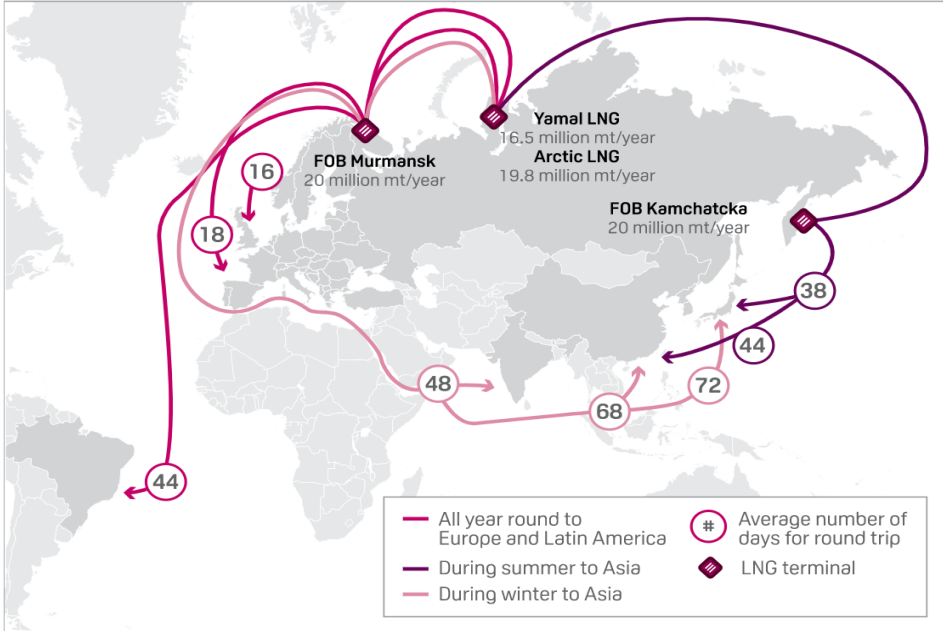 Yamal LNG
16.5 million mt/year
Arctic LNG
19.8 million mt/year
FOB Murmansk
20 million mt/year
16
FOB Kamchatcka
20 million mt/year
18
38
44
48
72
68
44
All year round to
Europe and Latin America
During summer to Asia
During winter to Asia
#
Average number of
days for round trip
LNG terminal